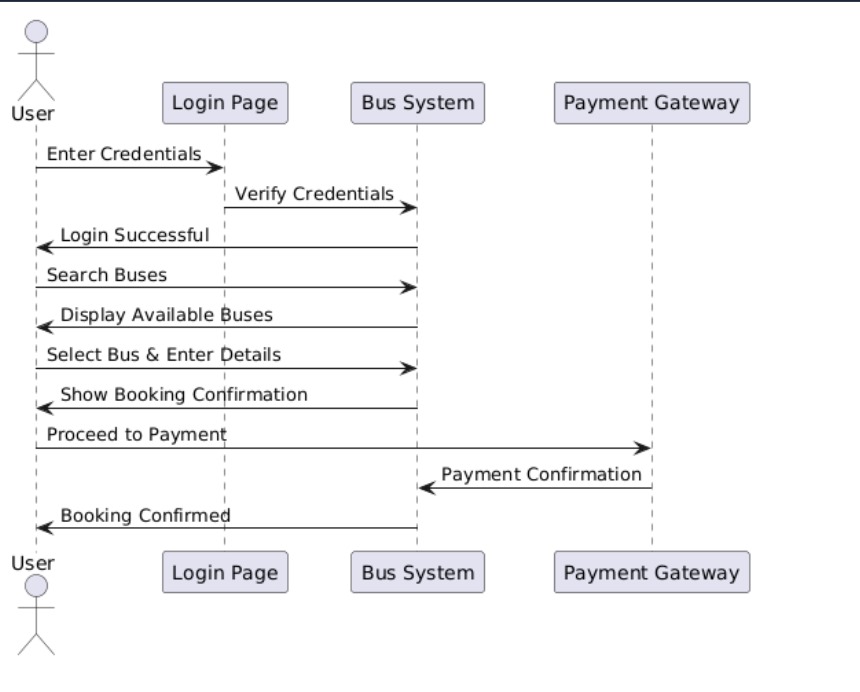 User
Login Page
Bus System
Payment Gateway
Enter Credentials
Verify Credentials
Login Successful
Search Buses
Display Available Buses
Select Bus & Enter Details
Show Booking Confirmation
Proceed to Payment
Payment Confirmation
Booking Confirmed
User
Login Page
Bus System
Payment Gateway